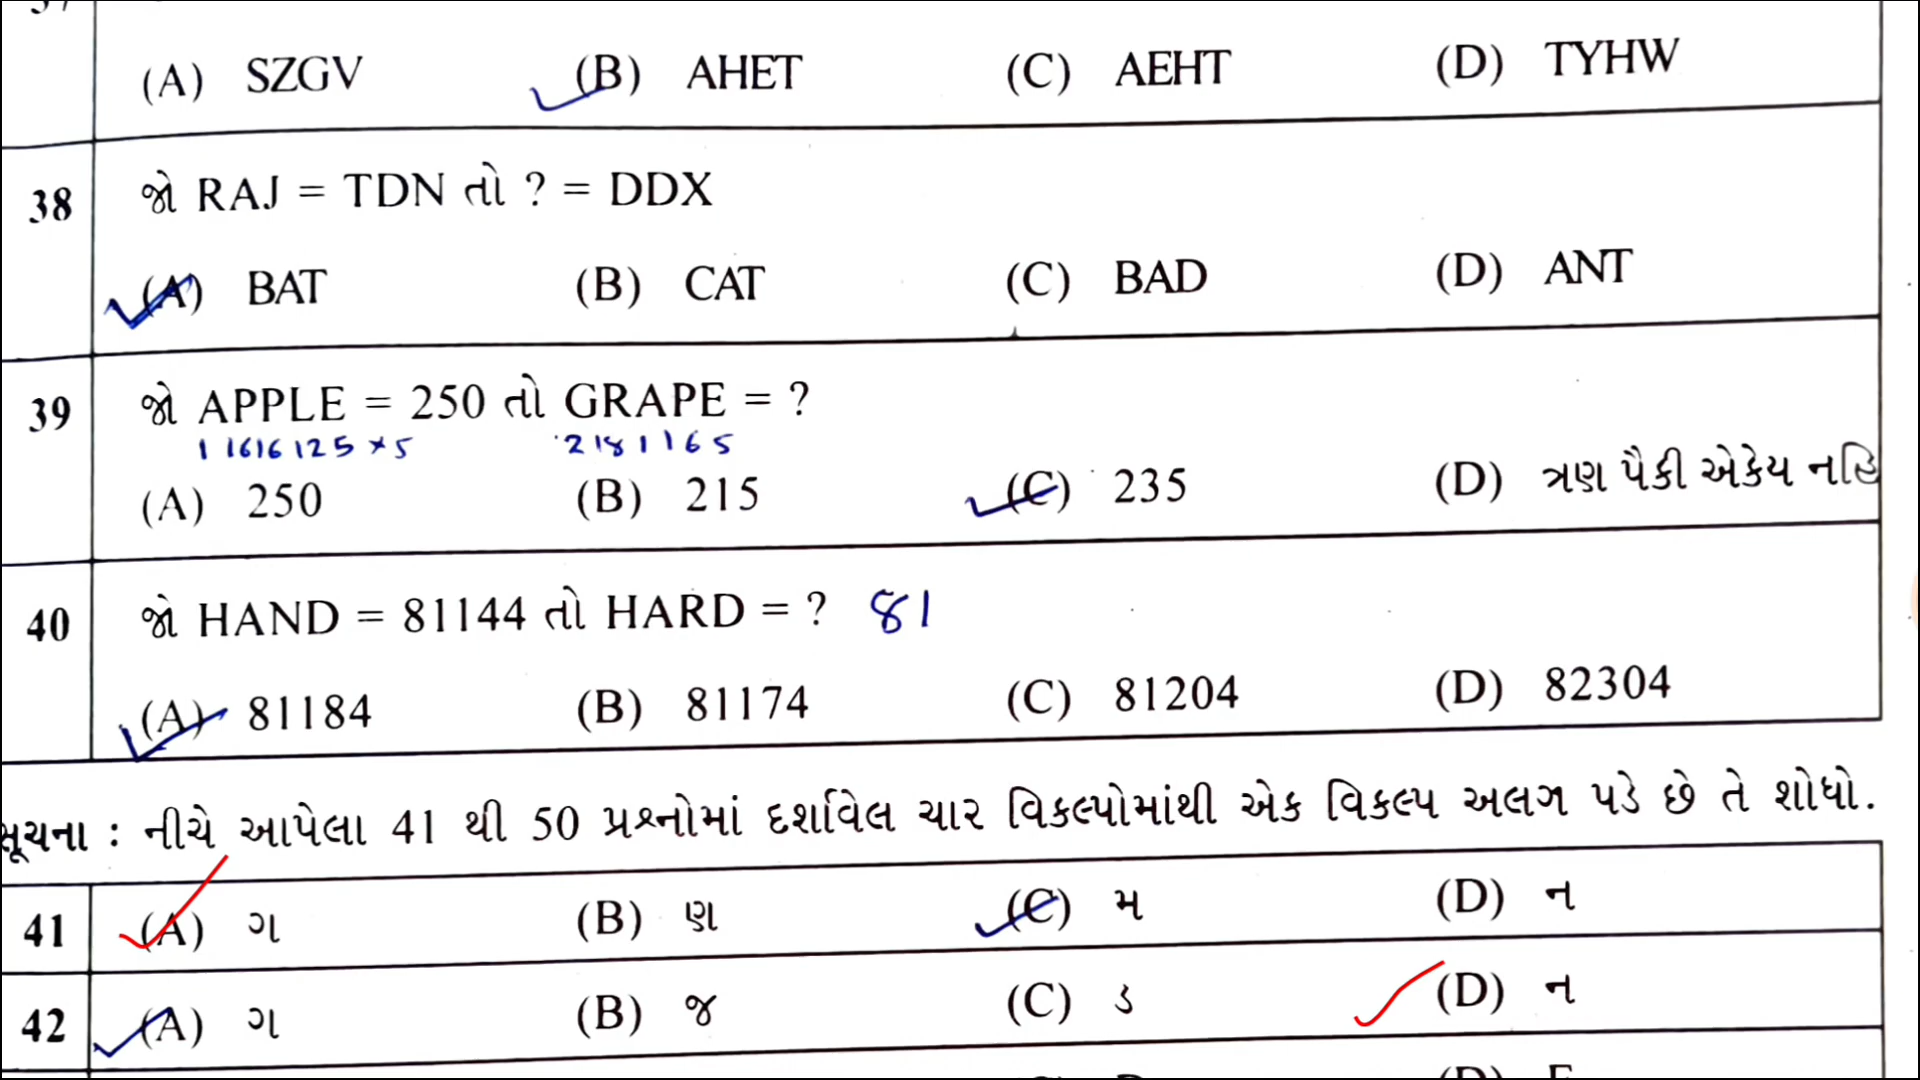 (A) SZGV (B) AHET (C) AEHT (D) TYHW
38 જો RAJ = TDN તો ? = DDX
(A) BAT (B) CAT (C) BAD (D) ANT
39 જો APPLE = 250 તો GRAPE = ?
1 1616 12 5 × 5 2 18 1 16 5
(A) 250 (B) 215 (C) 235 (D) ત્રણ પૈકી એકેય નહિ
40 જો HAND = 81144 તો HARD = ? 81
(A) 81184 (B) 81174 (C) 81204 (D) 82304
સૂચના : નીચે આપેલા 41 થી 50 પ્રશ્નોમાં દર્શાવેલ ચાર વિકલ્પોમાંથી એક વિકલ્પ અલગ પડે છે તે શોધો.
41 (A) ગ (B) ણ (C) મ (D) ન
42 (A) ગ (B) જ (C) ડ (D) ન